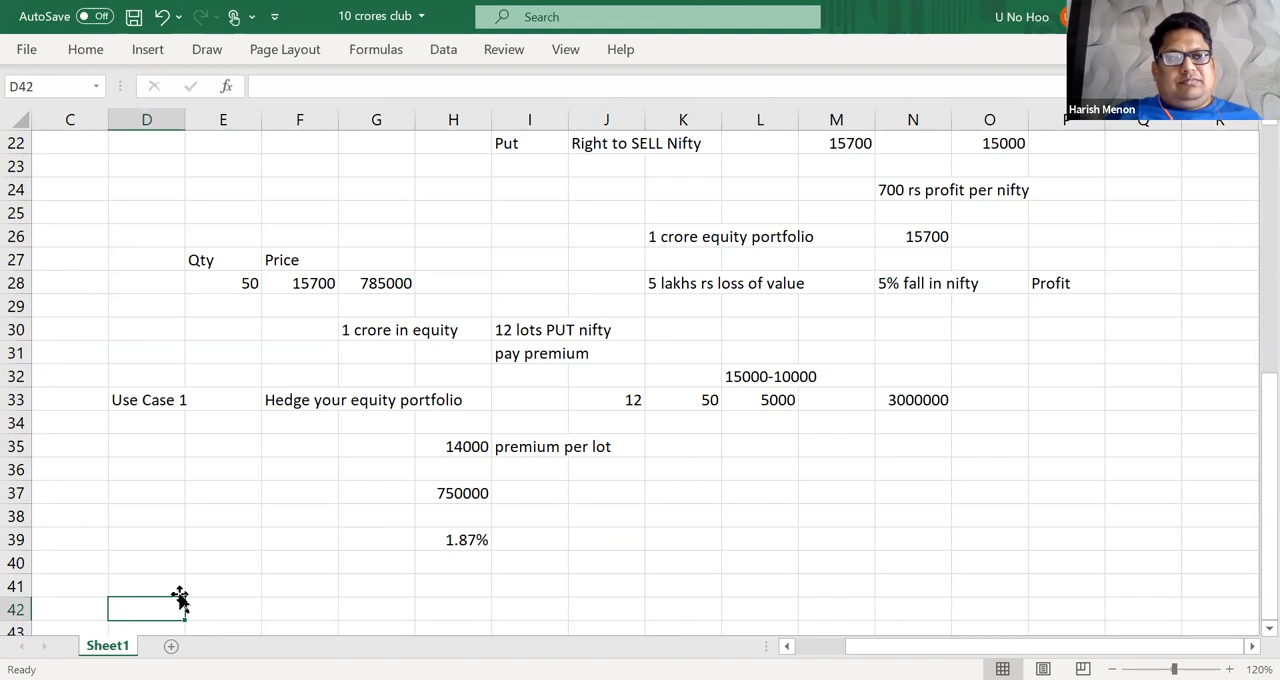 AutoSave Off 10 crores club Search U No Hoo
File Home Insert Draw Page Layout Formulas Data Review View Help
Harish Menon
D42 fx
C D E F G H I J K L M N O
22 Put Right to SELL Nifty 15700 15000
23
24 700 rs profit per nifty
25
26 1 crore equity portfolio 15700
27 Qty Price
28 50 15700 785000 5 lakhs rs loss of value 5% fall in nifty Profit
29
30 1 crore in equity 12 lots PUT nifty
31 pay premium
32 15000-10000
33 Use Case 1 Hedge your equity portfolio 12 50 5000 3000000
34
35 14000 premium per lot
36
37 750000
38
39 1.87%
40
41
42
43
Sheet1
Ready 120%